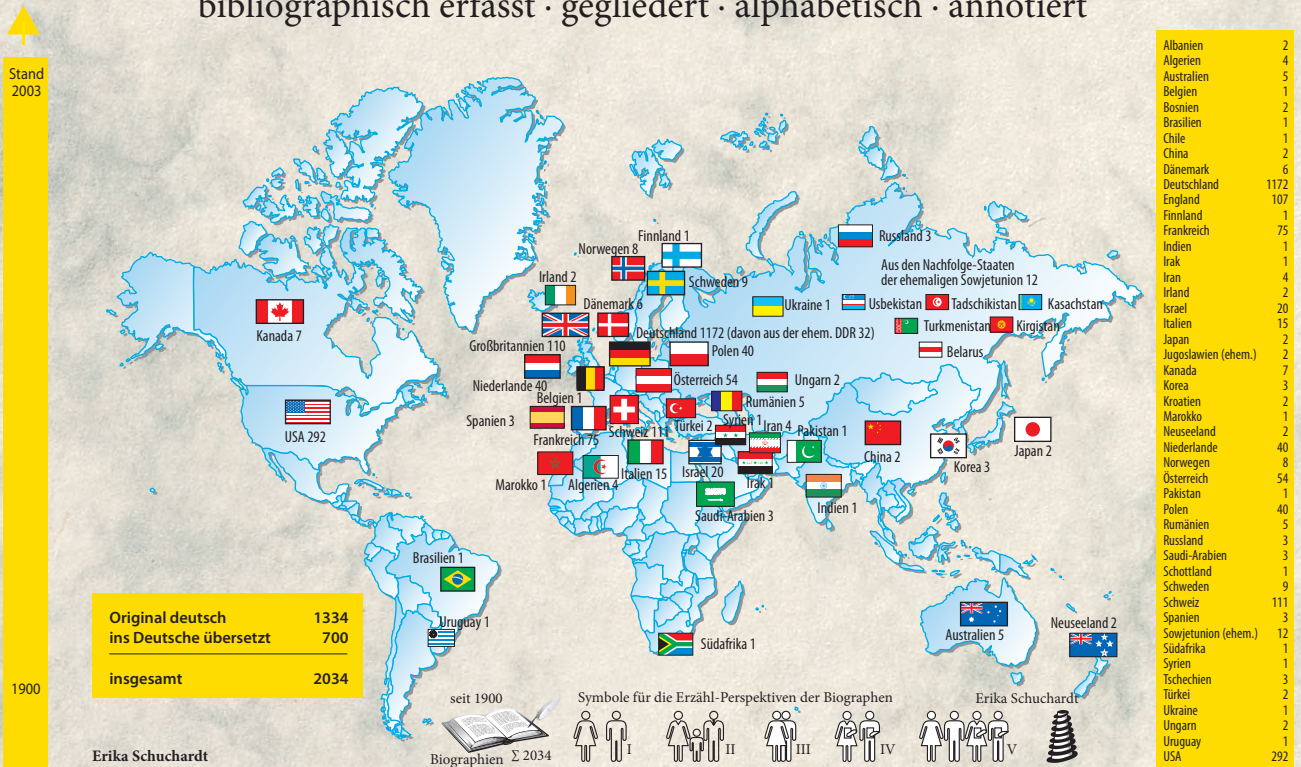 bibliographisch erfasst · gegliedert · alphabetisch · annotiert
Stand
2003
1900
Finnland 1
Norwegen 8
Schweden 9
Irland 2
Dänemark 6
Großbritannien 110
Deutschland 1172 (davon aus der ehem. DDR 32)
Polen 40
Niederlande 40
Belgien 1
Österreich 54
Ungarn 2
Rumänien 5
Spanien 3
Frankreich 75
Schweiz 111
Türkei 2
Syrien 1
Iran 4
Pakistan 1
Marokko 1
Algerien 4
Italien 15
Israel 20
Irak 1
Saudi-Arabien 3
Indien 1
Russland 3
Aus den Nachfolge-Staaten
der ehemaligen Sowjetunion 12
Ukraine 1
Usbekistan
Tadschikistan
Kasachstan
Turkmenistan
Kirgistan
Belarus
China 2
Korea 3
Japan 2
Kanada 7
USA 292
Brasilien 1
Uruguay 1
Südafrika 1
Australien 5
Neuseeland 2
Original deutsch 1334
ins Deutsche übersetzt 700
insgesamt 2034
Erika Schuchardt
seit 1900
Biographien ∑ 2034
Symbole für die Erzähl-Perspektiven der Biographen
I
II
III
IV
V
Erika Schuchardt
Albanien 2
Algerien 4
Australien 5
Belgien 1
Bosnien 2
Brasilien 1
Chile 1
China 2
Dänemark 6
Deutschland 1172
England 107
Finnland 1
Frankreich 75
Indien 1
Irak 1
Iran 4
Irland 2
Israel 20
Italien 15
Japan 2
Jugoslawien (ehem.) 2
Kanada 7
Korea 3
Kroatien 2
Marokko 1
Neuseeland 2
Niederlande 40
Norwegen 8
Österreich 54
Pakistan 1
Polen 40
Rumänien 5
Russland 3
Saudi-Arabien 3
Schottland 1
Schweden 9
Schweiz 111
Spanien 3
Sowjetunion (ehem.) 12
Südafrika 1
Syrien 1
Tschechien 3
Türkei 2
Ukraine 1
Ungarn 2
Uruguay 1
USA 292